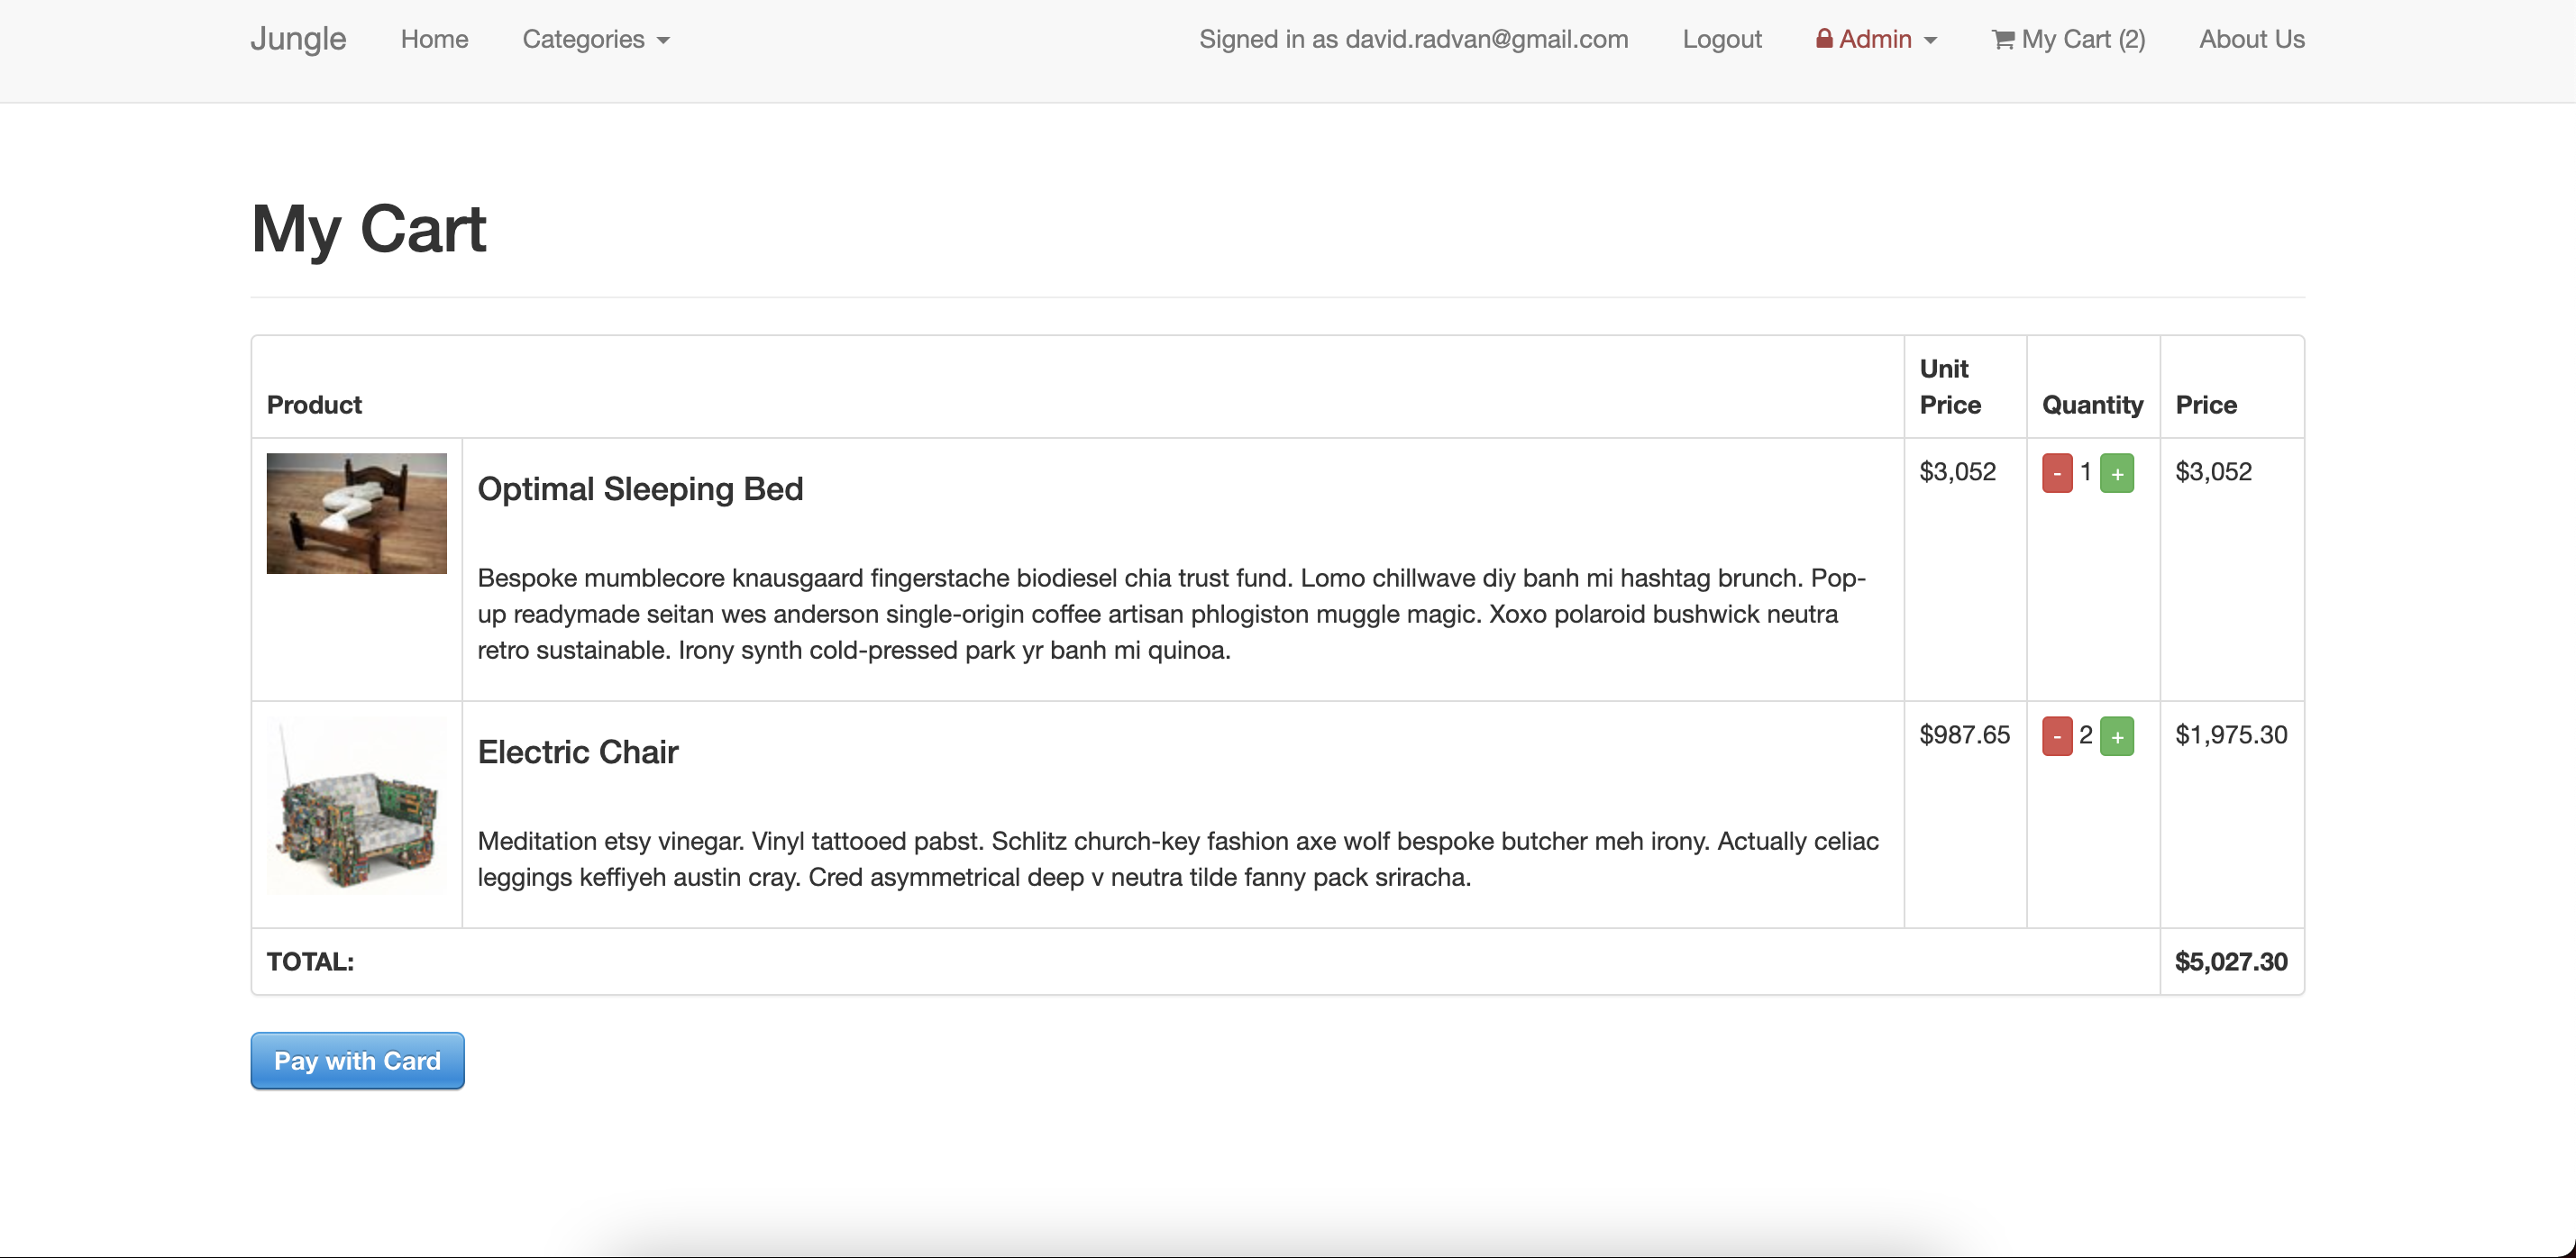 Jungle Home Categories Signed in as david.radvan@gmail.com Logout Admin My Cart (2) About Us
My Cart
Product Unit Price Quantity Price
Optimal Sleeping Bed $3,052 - 1 + $3,052
Bespoke mumblecore knausgaard fingerstache biodiesel chia trust fund. Lomo chillwave diy banh mi hashtag brunch. Pop-
up readymade seitan wes anderson single-origin coffee artisan phlogiston muggle magic. Xoxo polaroid bushwick neutra
retro sustainable. Irony synth cold-pressed park yr banh mi quinoa.
Electric Chair $987.65 - 2 + $1,975.30
Meditation etsy vinegar. Vinyl tattooed pabst. Schlitz church-key fashion axe wolf bespoke butcher meh irony. Actually celiac
leggings keffiyeh austin cray. Cred asymmetrical deep v neutra tilde fanny pack sriracha.
TOTAL: $5,027.30
Pay with Card